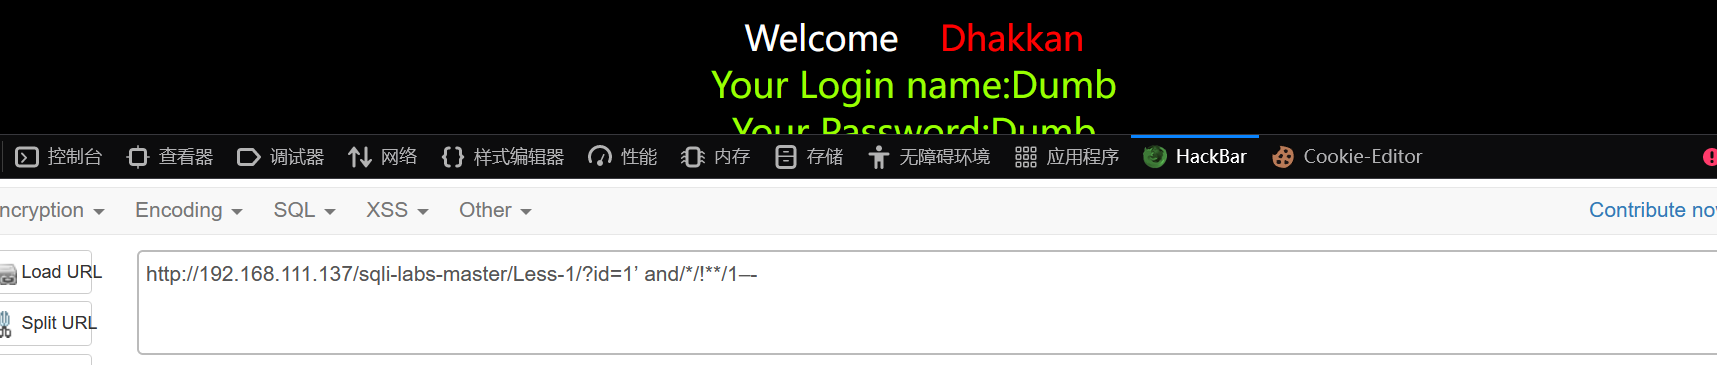 Welcome Dhakkan
Your Login name:Dumb
Your Password:Dumb
控制台 查看器 调试器 网络 样式编辑器 性能 内存 存储 无障碍环境 应用程序 HackBar Cookie-Editor
ncryption Encoding SQL XSS Other Contribute no
Load URL
http://192.168.111.137/sqli-labs-master/Less-1/?id=1’ and/*/!**/1—-
Split URL